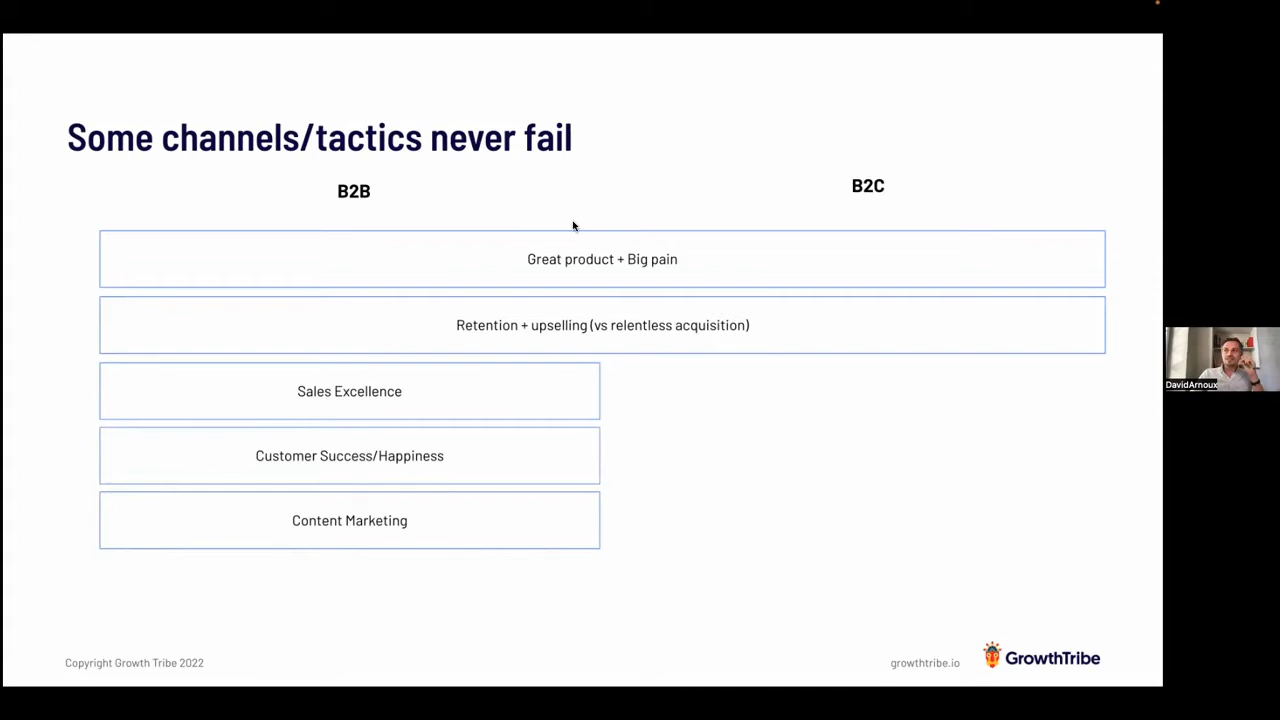 Some channels/tactics never fail
B2B
B2C
Great product + Big pain
Retention + upselling (vs relentless acquisition)
Sales Excellence
Customer Success/Happiness
Content Marketing
DavidArnoux
Copyright Growth Tribe 2022
growthtribe.io
GrowthTribe